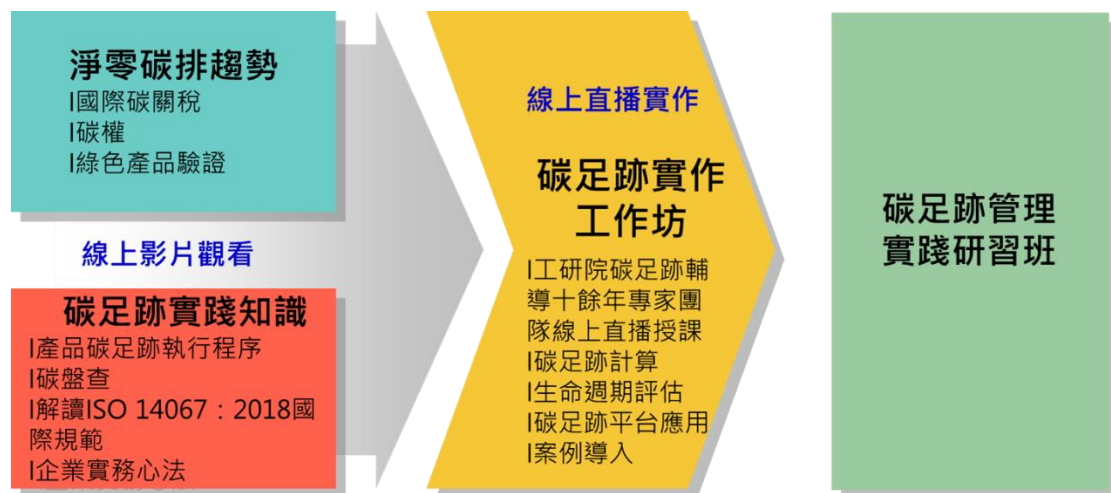 淨零碳排趨勢
l國際碳關稅
l碳權
l綠色產品驗證
線上影片觀看
碳足跡實踐知識
l產品碳足跡執行程序
l碳盤查
l解讀ISO 14067：2018國
際規範
l企業實務心法
線上直播實作
碳足跡實作
工作坊
l工研院碳足跡輔
導十餘年專家團
隊線上直播授課
l碳足跡計算
l生命週期評估
l碳足跡平台應用
l案例導入
碳足跡管理
實踐研習班